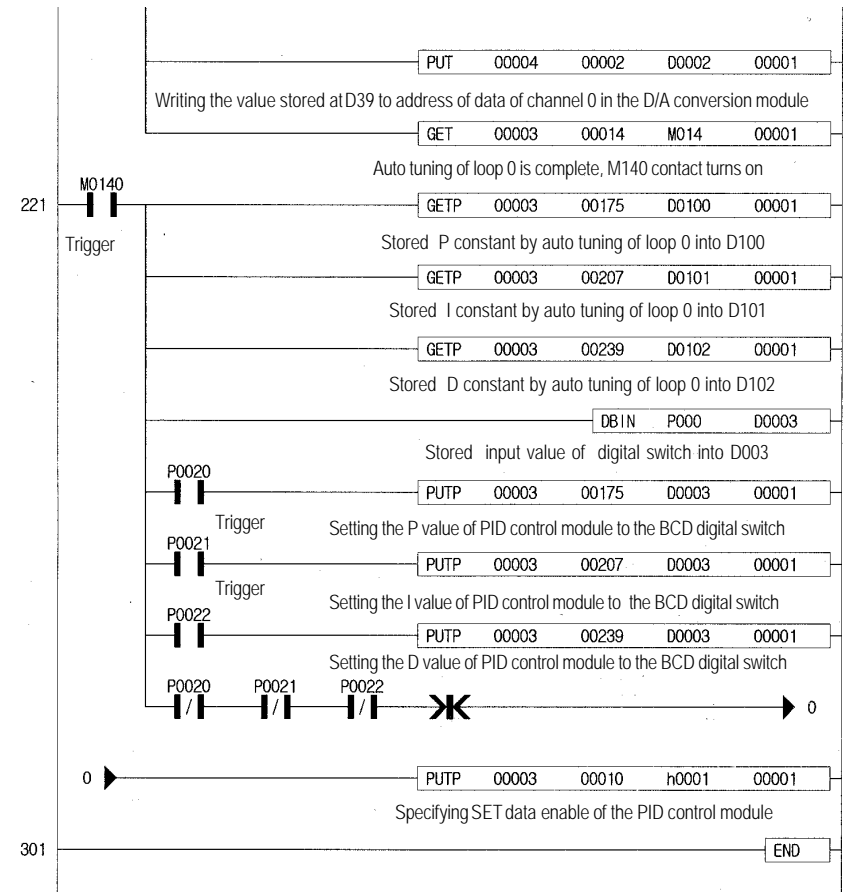 PUT 00004 00002 D0002 00001
Writing the value stored at D39 to address of data of channel 0 in the D/A conversion module
GET 00003 00014 M014 00001
Auto tuning of loop 0 is complete, M140 contact turns on
M0140
221 GETP 00003 00175 D0100 00001
Trigger Stored P constant by auto tuning of loop 0 into D100
GETP 00003 00207 D0101 00001
Stored I constant by auto tuning of loop 0 into D101
GETP 00003 00239 D0102 00001
Stored D constant by auto tuning of loop 0 into D102
DBIN P000 D0003
Stored input value of digital switch into D003
P0020
PUTP 00003 00175 D0003 00001
Trigger Setting the P value of PID control module to the BCD digital switch
P0021
PUTP 00003 00207 D0003 00001
Trigger Setting the I value of PID control module to the BCD digital switch
P0022
PUTP 00003 00239 D0003 00001
Setting the D value of PID control module to the BCD digital switch
P0020 P0021 P0022
0
0 PUTP 00003 00010 h0001 00001
Specifying SET data enable of the PID control module
301 END